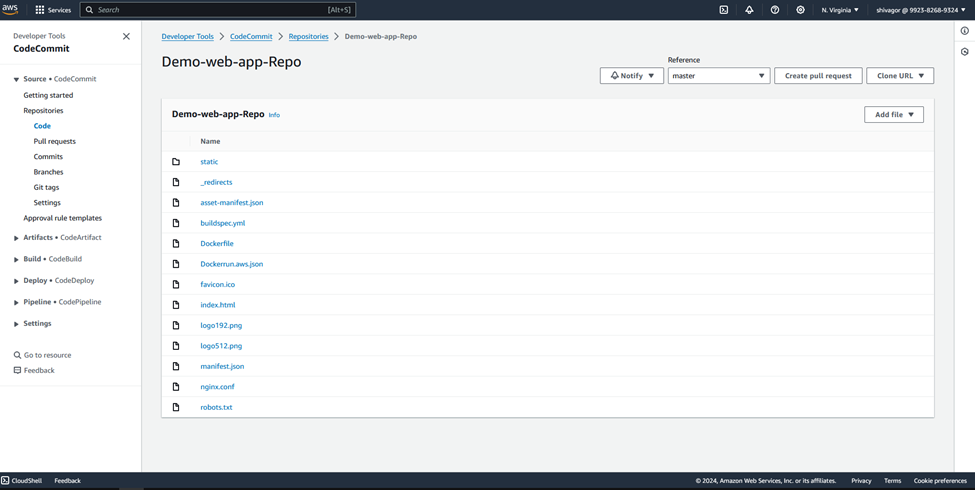 aws Services Search [Alt+S] N. Virginia shivagor @ 9923-8268-9324
Developer Tools
CodeCommit
Source • CodeCommit
Getting started
Repositories
Code
Pull requests
Commits
Branches
Git tags
Settings
Approval rule templates
Artifacts • CodeArtifact
Build • CodeBuild
Deploy • CodeDeploy
Pipeline • CodePipeline
Settings
Go to resource
Feedback
Developer Tools > CodeCommit > Repositories > Demo-web-app-Repo
Demo-web-app-Repo
Notify
Reference
master
Create pull request
Clone URL
Demo-web-app-Repo Info
Add file
Name
static
_redirects
asset-manifest.json
buildspec.yml
Dockerfile
Dockerrun.aws.json
favicon.ico
index.html
logo192.png
logo512.png
manifest.json
nginx.conf
robots.txt
CloudShell Feedback © 2024, Amazon Web Services, Inc. or its affiliates. Privacy Terms Cookie preferences